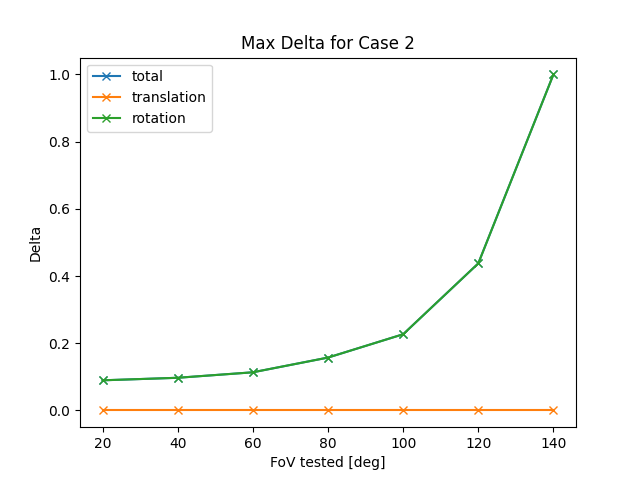 Max Delta for Case 2
total
translation
rotation
1.0
0.8
0.6
0.4
0.2
0.0
Delta
20 40 60 80 100 120 140
FoV tested [deg]